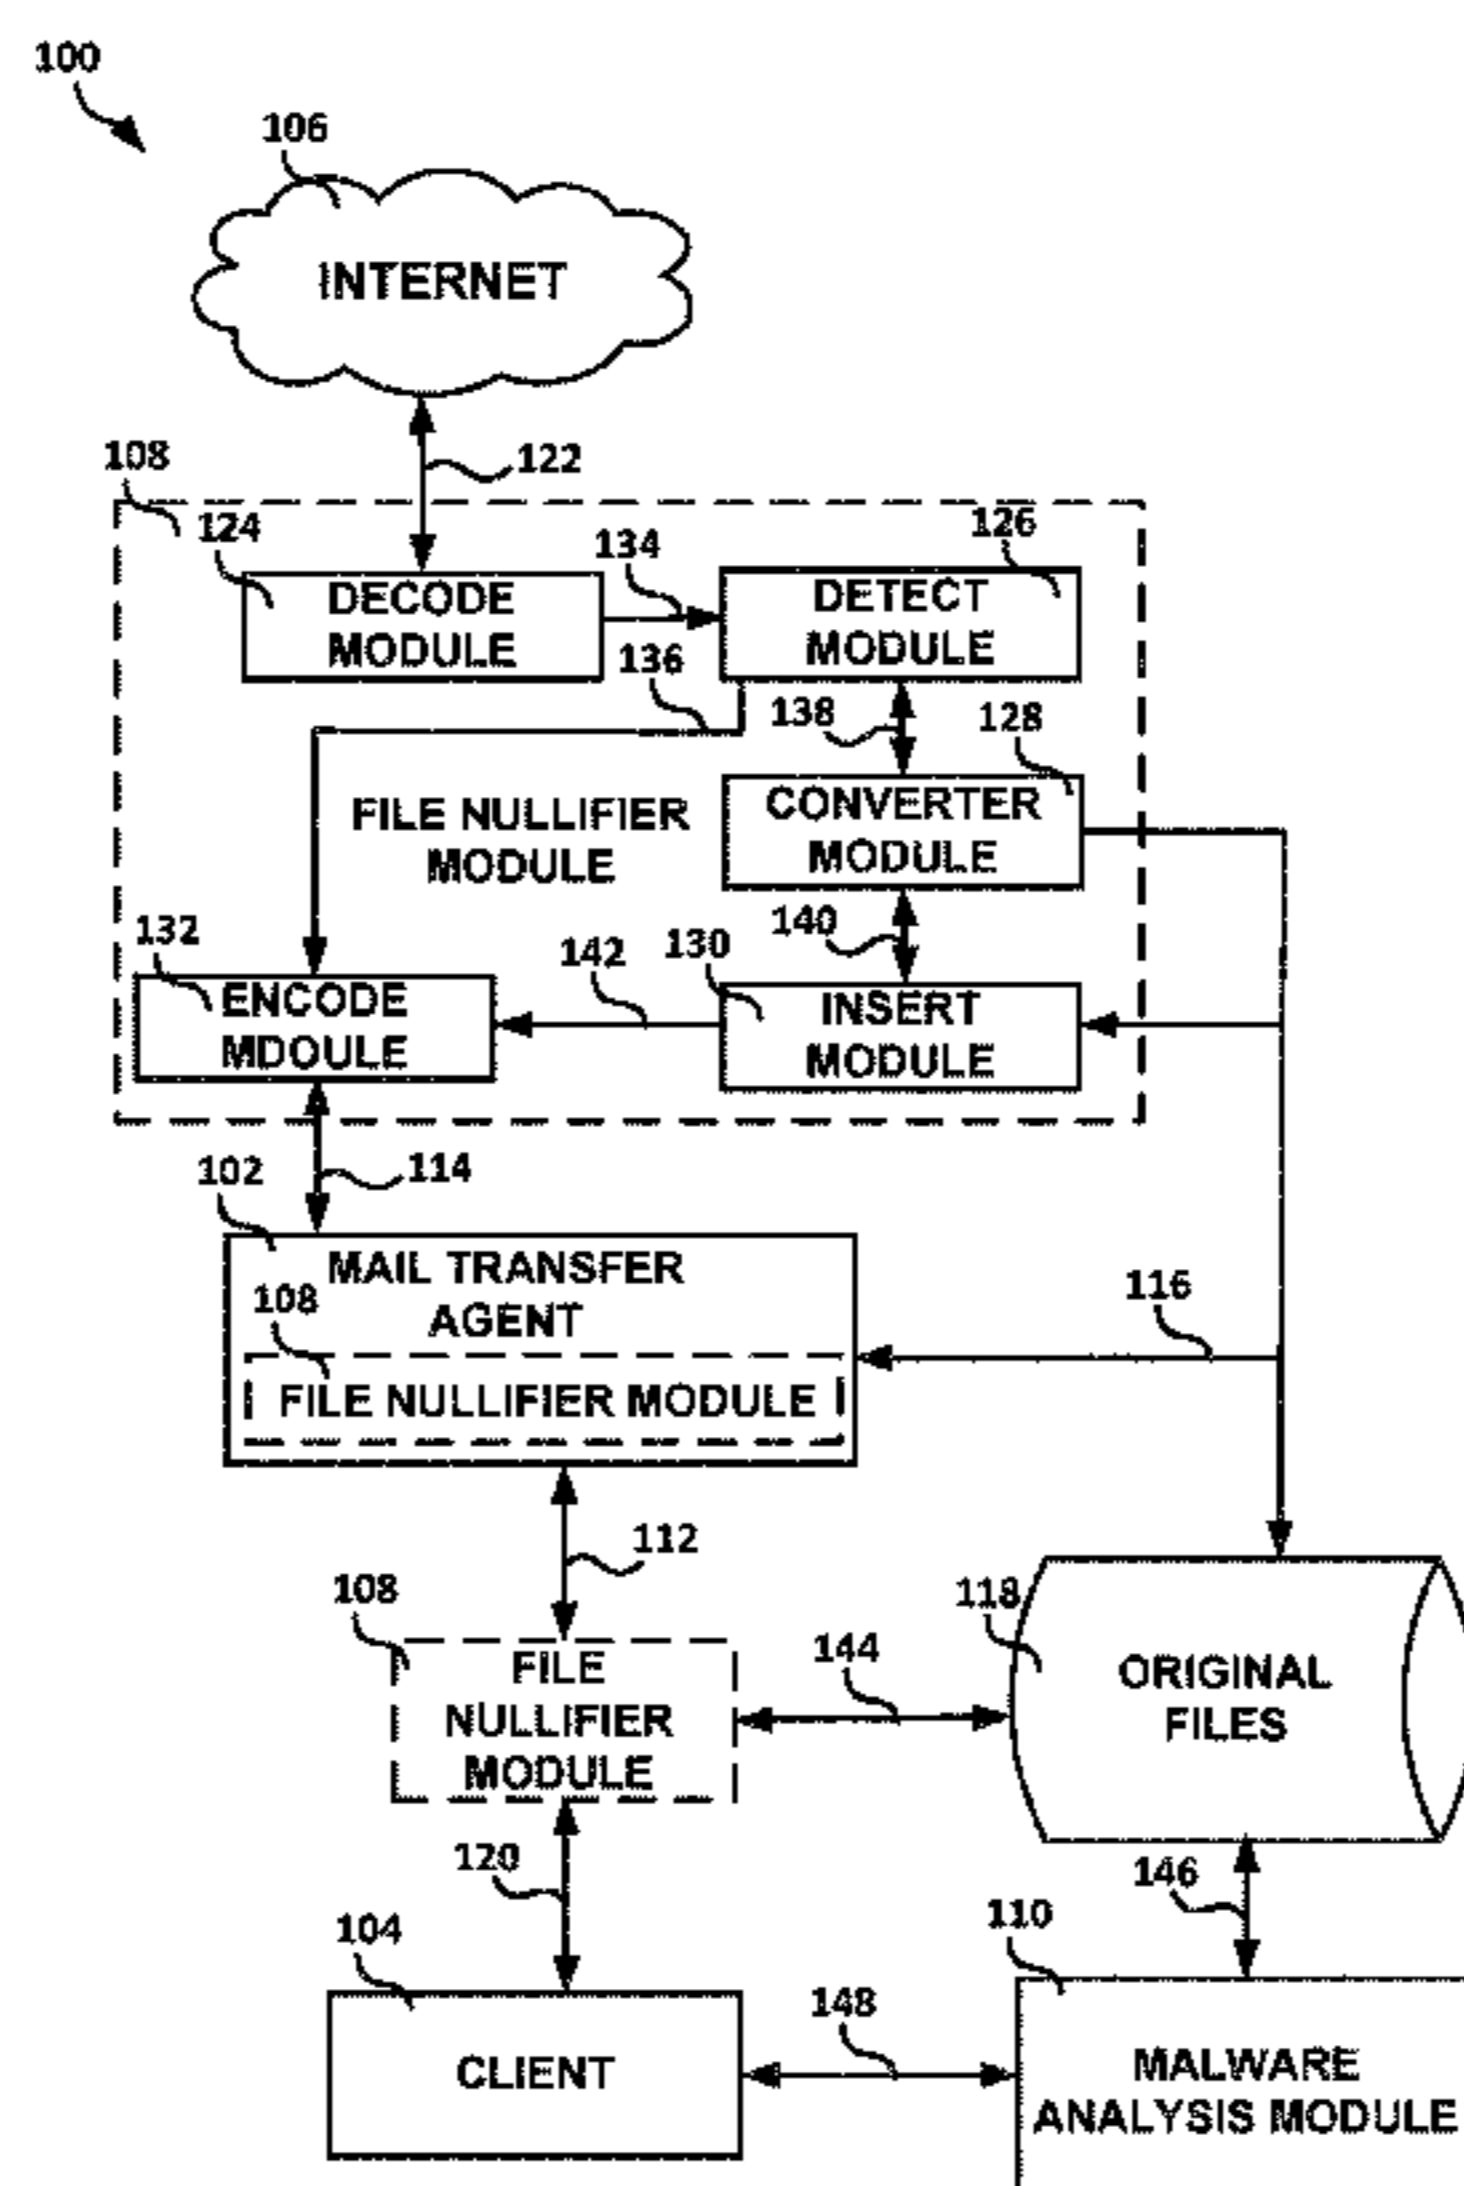 100
106
INTERNET
122
108
124
134
126
DECODE
MODULE
DETECT
MODULE
136
138
128
FILE NULLIFIER
MODULE
CONVERTER
MODULE
132
142
130
140
ENCODE
MDOULE
INSERT
MODULE
102
114
MAIL TRANSFER
AGENT
108
FILE NULLIFIER MODULE
116
112
108
FILE
NULLIFIER
MODULE
144
118
ORIGINAL
FILES
120
146
104
110
CLIENT
148
MALWARE
ANALYSIS MODULE